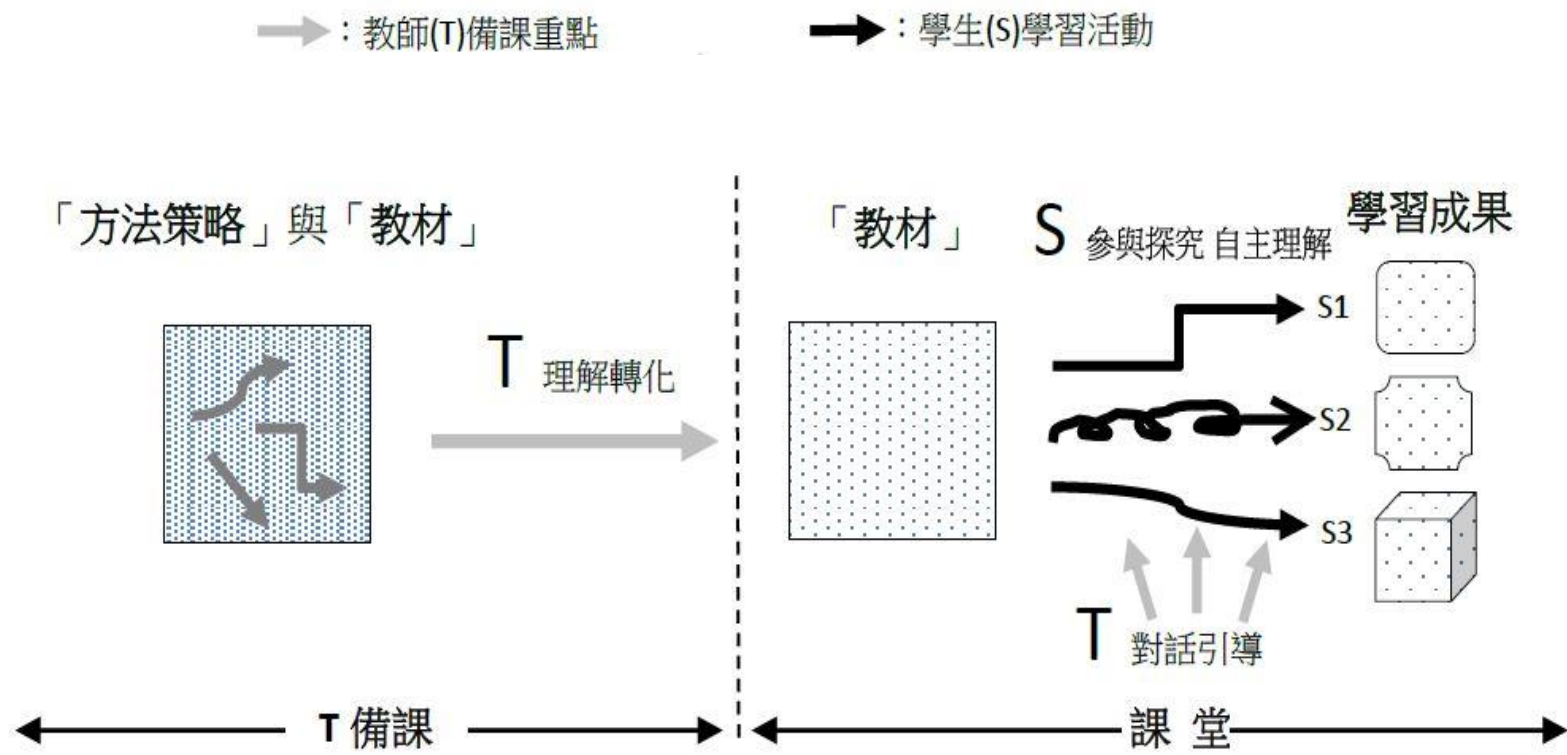 ：教師(T)備課重點
：學生(S)學習活動
「方法策略」與「教材」
T 理解轉化
「教材」
S 參與探究 自主理解
學習成果
S1
S2
S3
T 對話引導
T 備課
課 堂